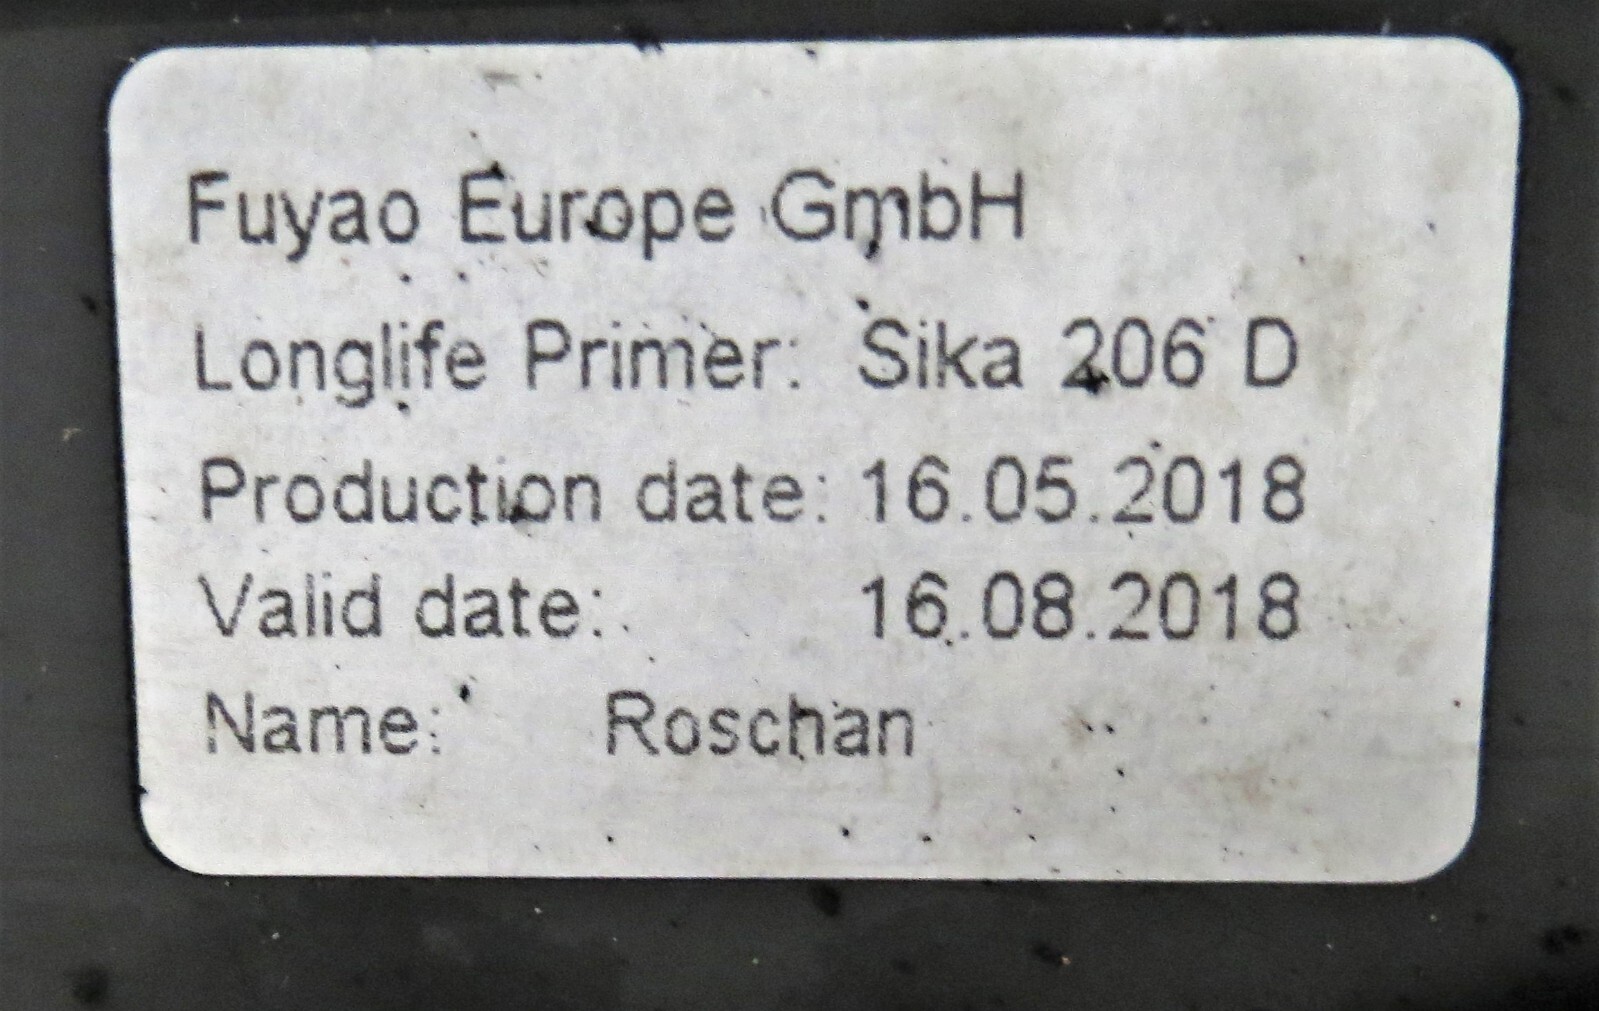 Fuyao Europe GmbH
Longlife Primer: Sika 206 D
Production date: 16.05.2018
Valid date: 16.08.2018
Name: Roschan